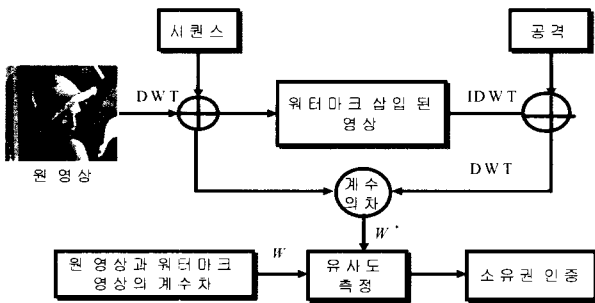 시퀀스
공격
DWT
워터마크 삽입 된
영상
IDWT
원 영상
DWT
계수
의 차
W*
원 영상과 워터마크
영상의 계수차
W
유사도
측정
소유권 인증